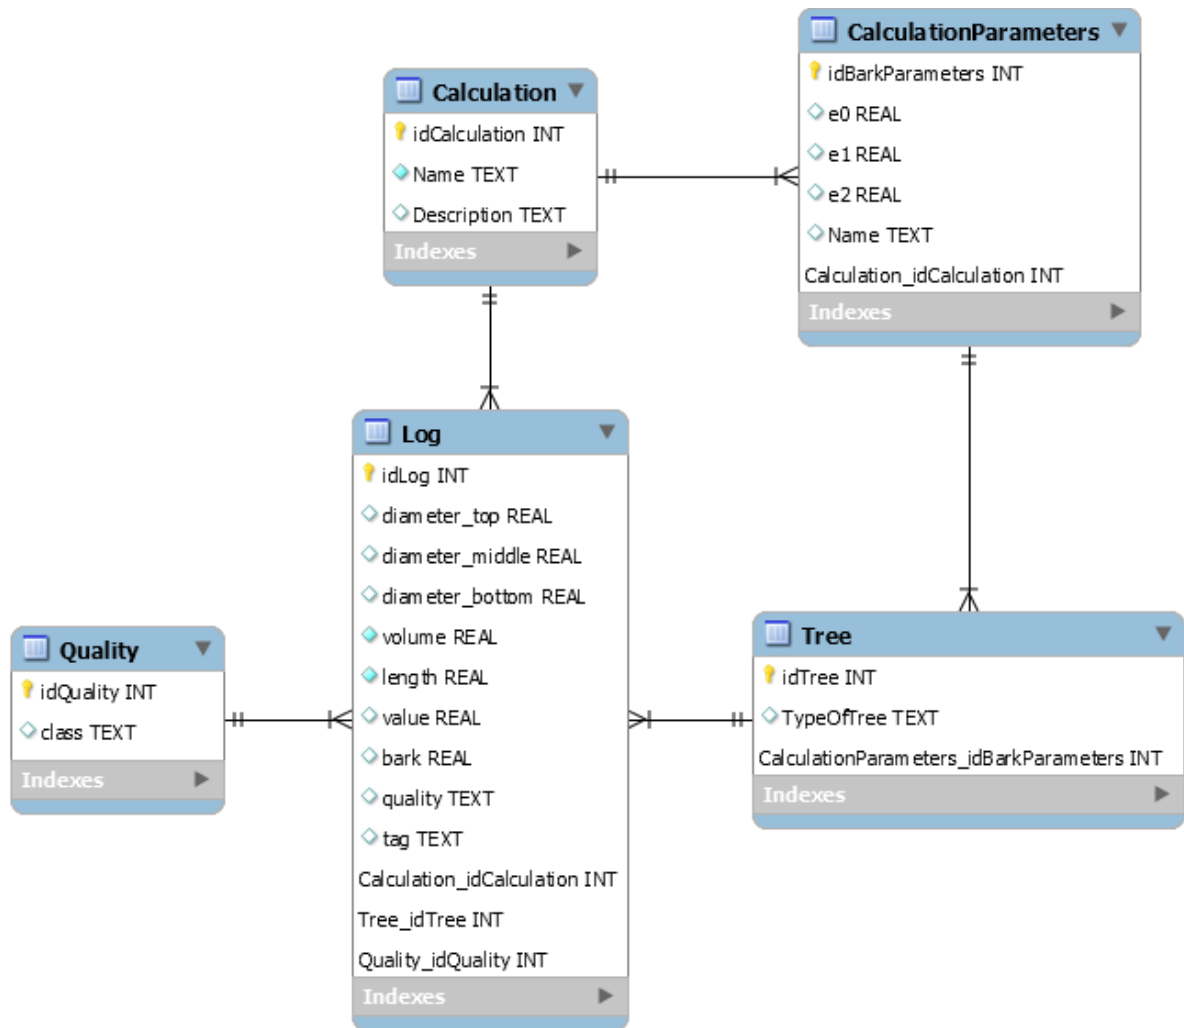 CalculationParameters
idBarkParameters INT
e0 REAL
e1 REAL
e2 REAL
Name TEXT
Calculation_idCalculation INT
Indexes
Calculation
idCalculation INT
Name TEXT
Description TEXT
Indexes
Log
idLog INT
diameter_top REAL
diameter_middle REAL
diameter_bottom REAL
volume REAL
length REAL
value REAL
bark REAL
quality TEXT
tag TEXT
Calculation_idCalculation INT
Tree_idTree INT
Quality_idQuality INT
Indexes
Quality
idQuality INT
class TEXT
Indexes
Tree
idTree INT
TypeOfTree TEXT
CalculationParameters_idBarkParameters INT
Indexes